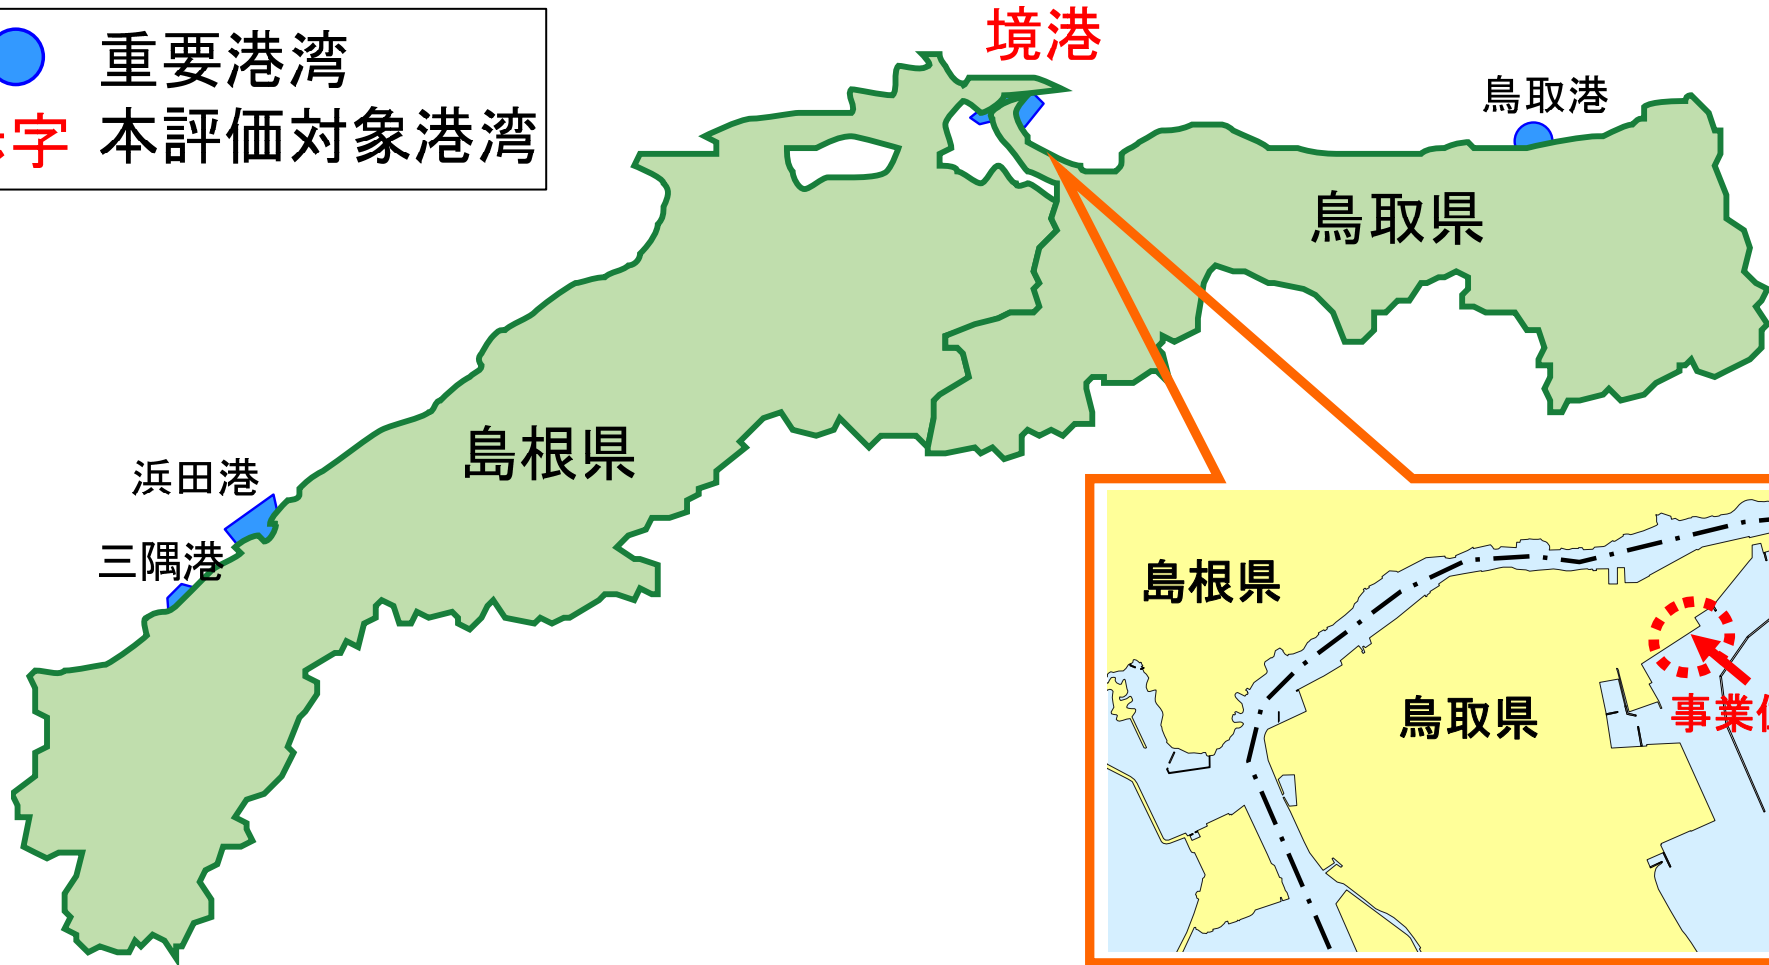 重要港湾
字 本評価対象港湾
境港
鳥取港
鳥取県
島根県
浜田港
三隅港
島根県
鳥取県
事業